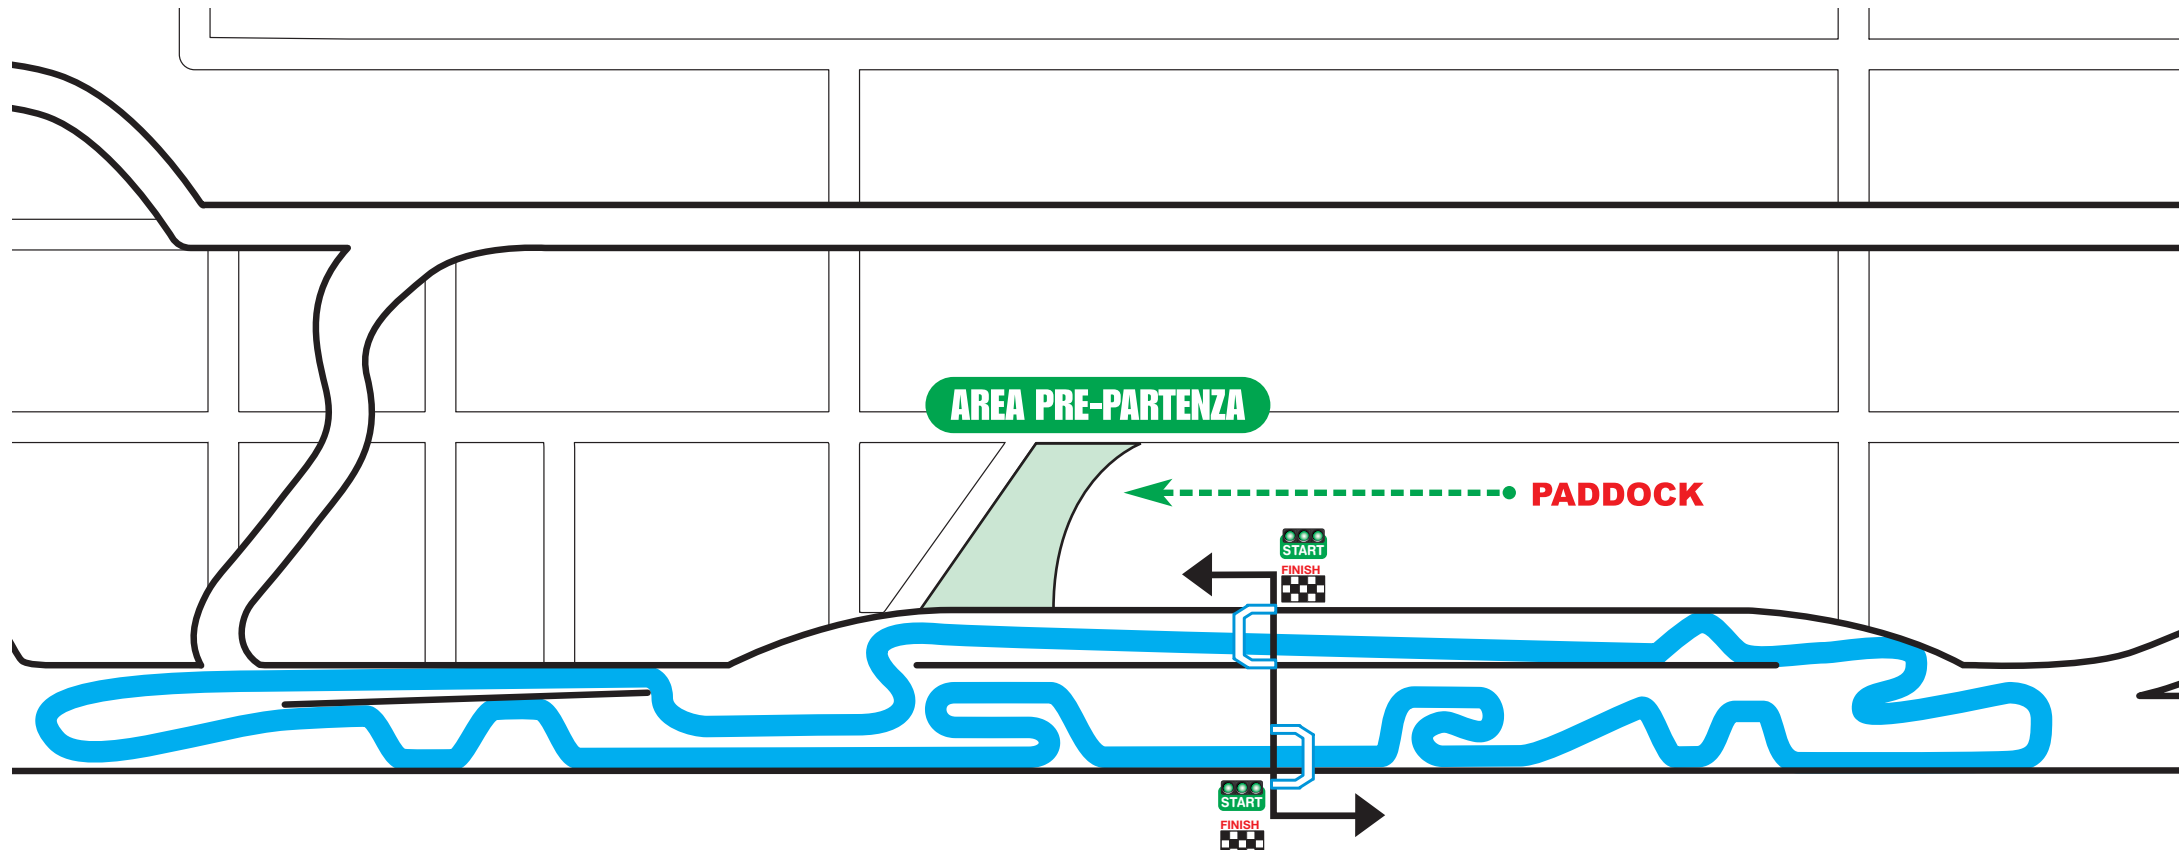 AREA PRE-PARTENZA
PADDOCK
START
FINISH
START
FINISH